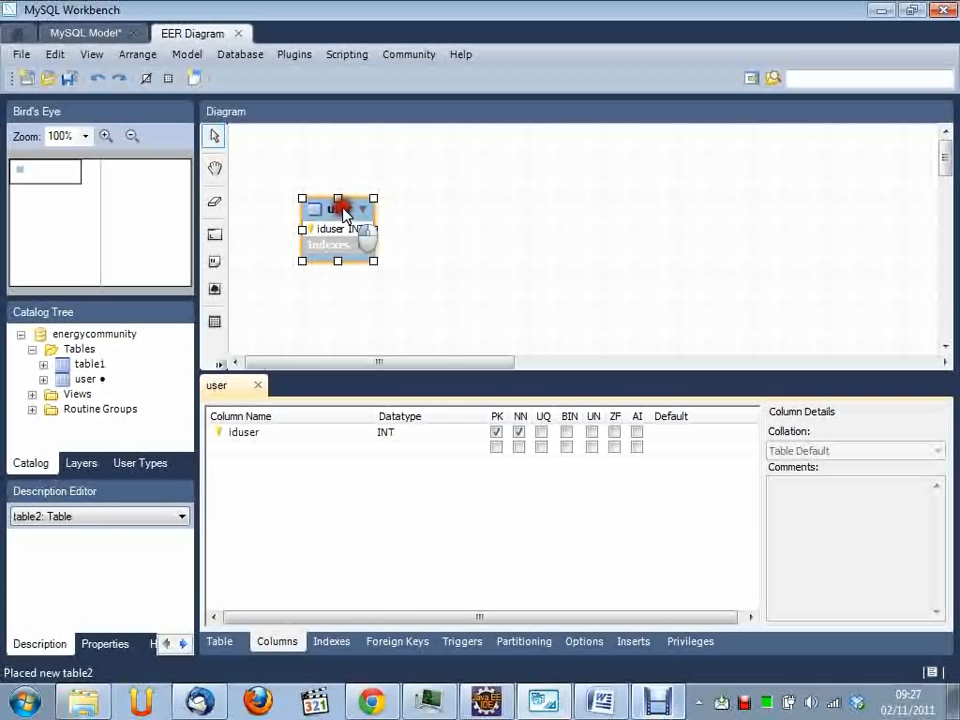 MySQL Workbench
MySQL Model*
EER Diagram
File Edit View Arrange Model Database Plugins Scripting Community Help
Bird's Eye
Zoom: 100%
Diagram
iduser
Indexes
Catalog Tree
energycommunity
Tables
table1
user •
Views
Routine Groups
Catalog Layers User Types
Description Editor
table2: Table
Description Properties H
user
Column Name Datatype PK NN UQ BIN UN ZF AI Default
iduser INT
Column Details
Collation:
Table Default
Comments:
Table Columns Indexes Foreign Keys Triggers Partitioning Options Inserts Privileges
Placed new table2
321
09:27
02/11/2011